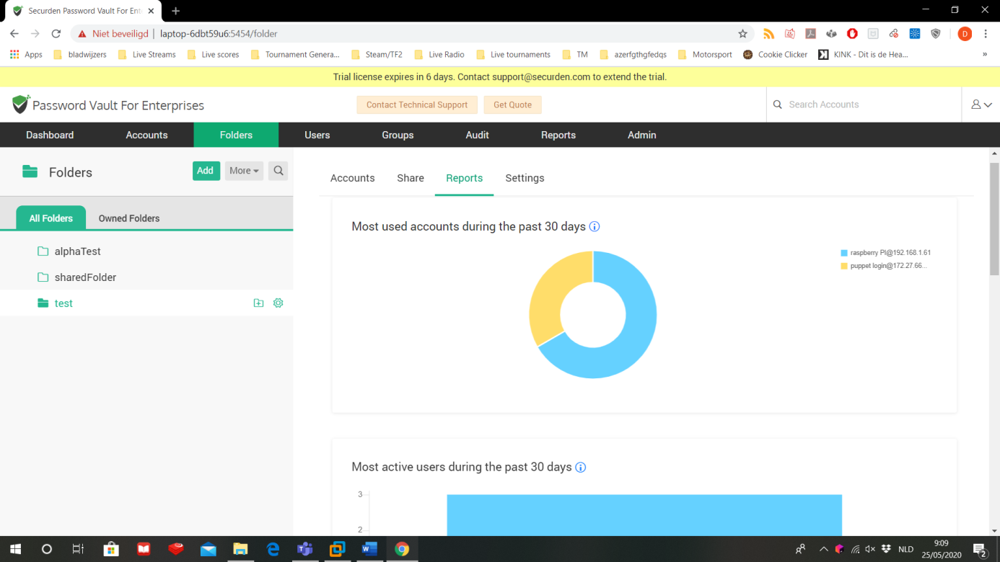 Securden Password Vault For Ent
Niet beveiligd | laptop-6dbt59u6:5454/folder
D
Apps bladwijzers Live Streams Live scores Tournament Genera... Steam/TF2 Live Radio Live tournaments TM azerfgthgfedqs Motorsport Cookie Clicker KINK - Dit is de Hea... »
Trial license expires in 6 days. Contact support@securden.com to extend the trial.
Password Vault For Enterprises Contact Technical Support Get Quote Search Accounts
Dashboard Accounts Folders Users Groups Audit Reports Admin
Folders Add More
All Folders Owned Folders
alphaTest
sharedFolder
test
Accounts Share Reports Settings
Most used accounts during the past 30 days
raspberry PI@192.168.1.61
puppet login@172.27.66...
Most active users during the past 30 days
3
2
NLD
9:09
25/05/2020
2